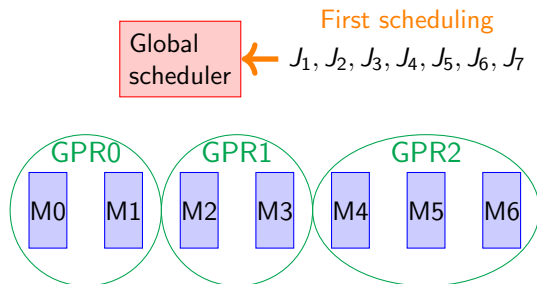 First scheduling
Global
scheduler
J₁, J₂, J₃, J₄, J₅, J₆, J₇
GPR0 GPR1 GPR2
M0 M1 M2 M3 M4 M5 M6